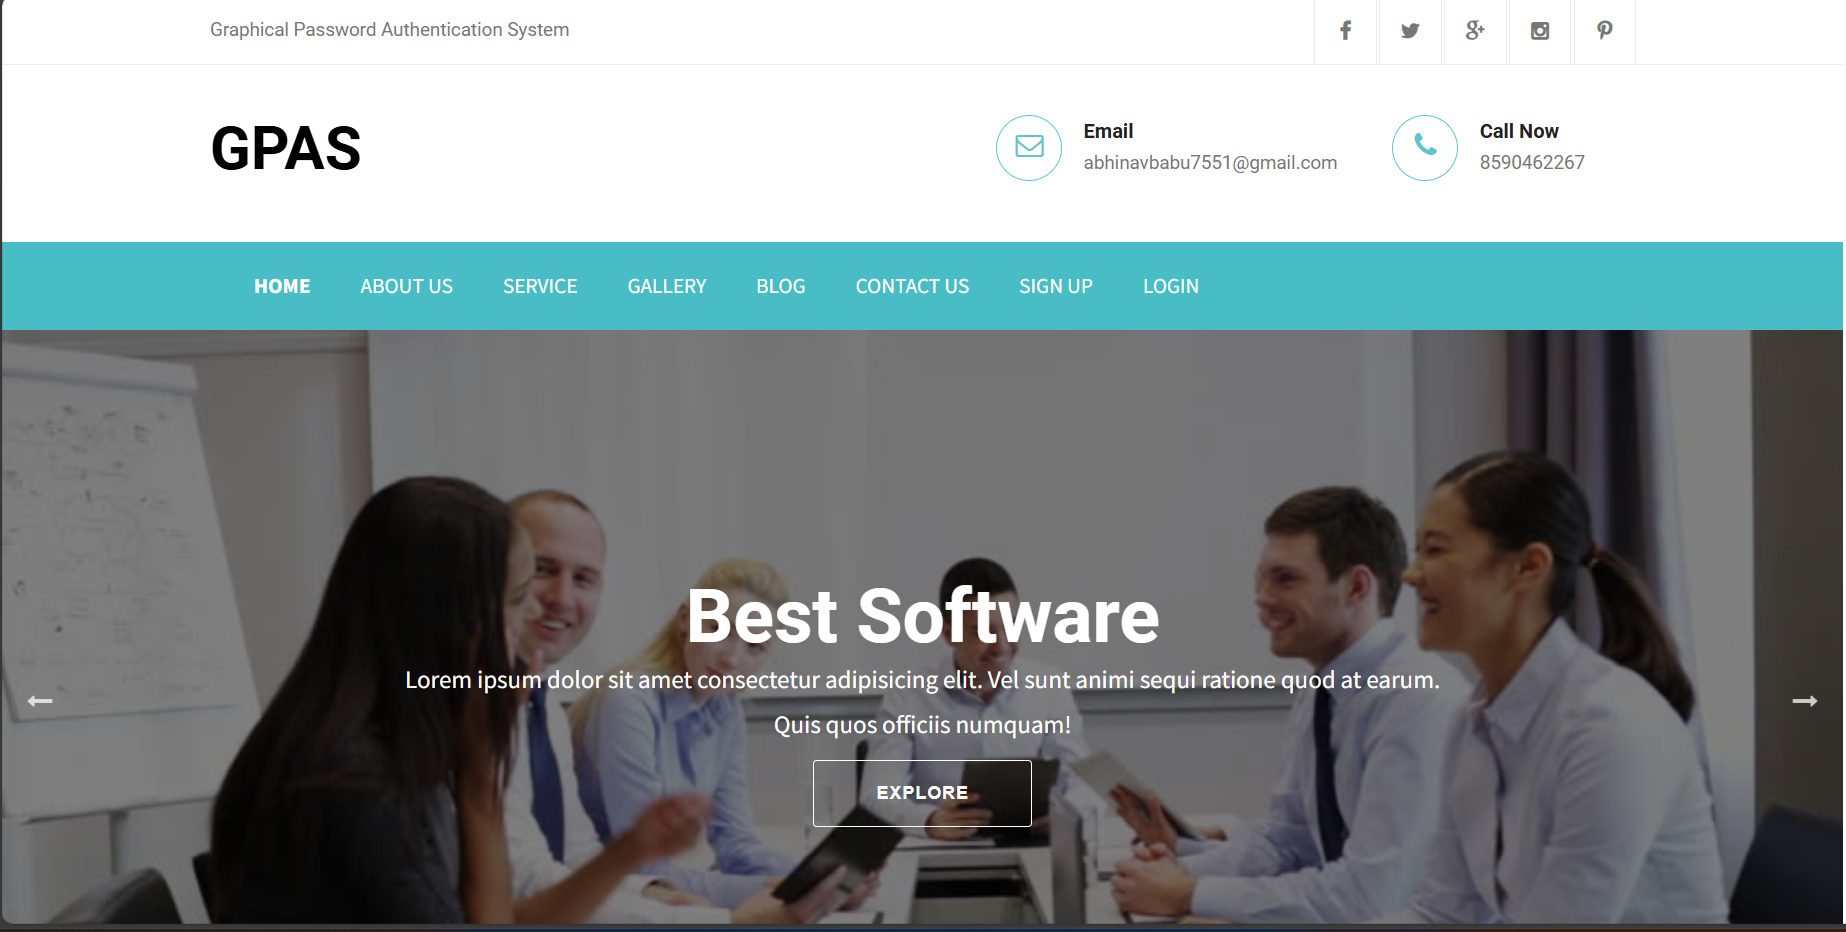 Graphical Password Authentication System
GPAS
Email
abhinavbabu7551@gmail.com
Call Now
8590462267
HOME ABOUT US SERVICE GALLERY BLOG CONTACT US SIGN UP LOGIN
Best Software
Lorem ipsum dolor sit amet consectetur adipisicing elit. Vel sunt animi sequi ratione quod at earum.
Quis quos officiis numquam!
EXPLORE